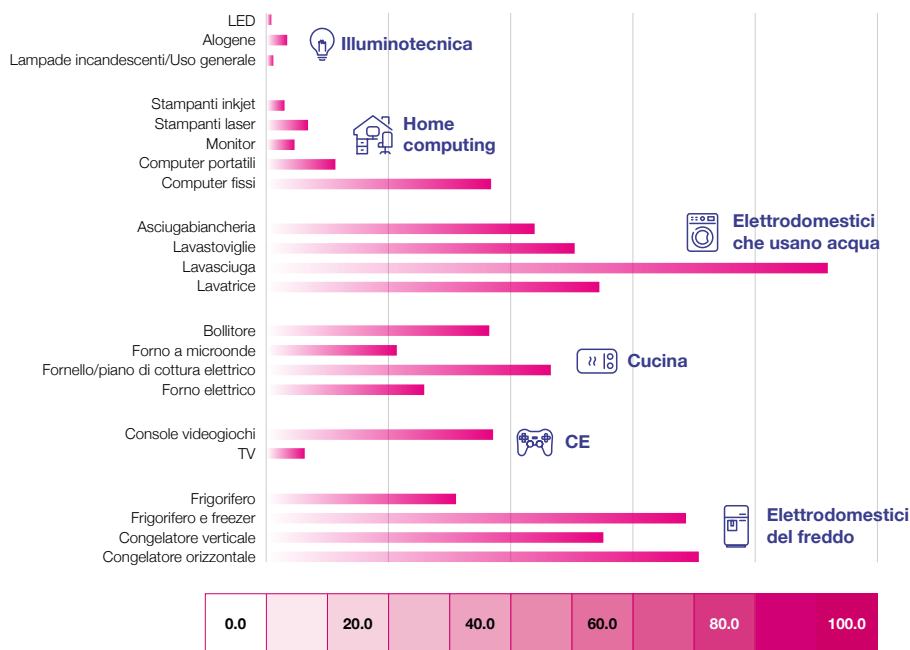 LED
Alogene
Lampade incandescenti/Uso generale
Illuminotecnica
Stampanti inkjet
Stampanti laser
Monitor
Computer portatili
Computer fissi
Home
computing
Asciugabiancheria
Lavastoviglie
Lavasciuga
Lavatrice
Elettrodomestici
che usano acqua
Bollitore
Forno a microonde
Fornello/piano di cottura elettrico
Forno elettrico
Cucina
Console videogiochi
TV
CE
Frigorifero
Frigorifero e freezer
Congelatore verticale
Congelatore orizzontale
Elettrodomestici
del freddo
0.0 20.0 40.0 60.0 80.0 100.0